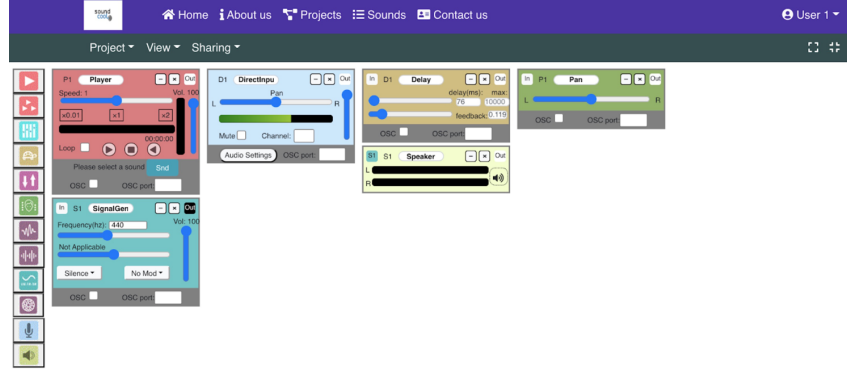 sound
COOL
Home About us Projects Sounds Contact us User 1
Project View Sharing
P1 Player − × Out
Speed: 1 Vol. 100
x0.01 x1 x2
00:00:00
Loop
Please select a sound Snd
OSC OSC port:
D1 DirectInpu − × Out
Pan
L R
Mute Channel:
Audio Settings OSC port:
In D1 Delay − × Out
delay(ms): max:
76 10000
feedback: 0.119
OSC OSC port:
In P1 Pan − × Out
L R
OSC OSC port:
S1 S1 Speaker − × Out
L
R
In S1 SignalGen − × Out
Frequency(hz): 440 Vol: 100
Not Applicable
Silence No Mod
OSC OSC port: